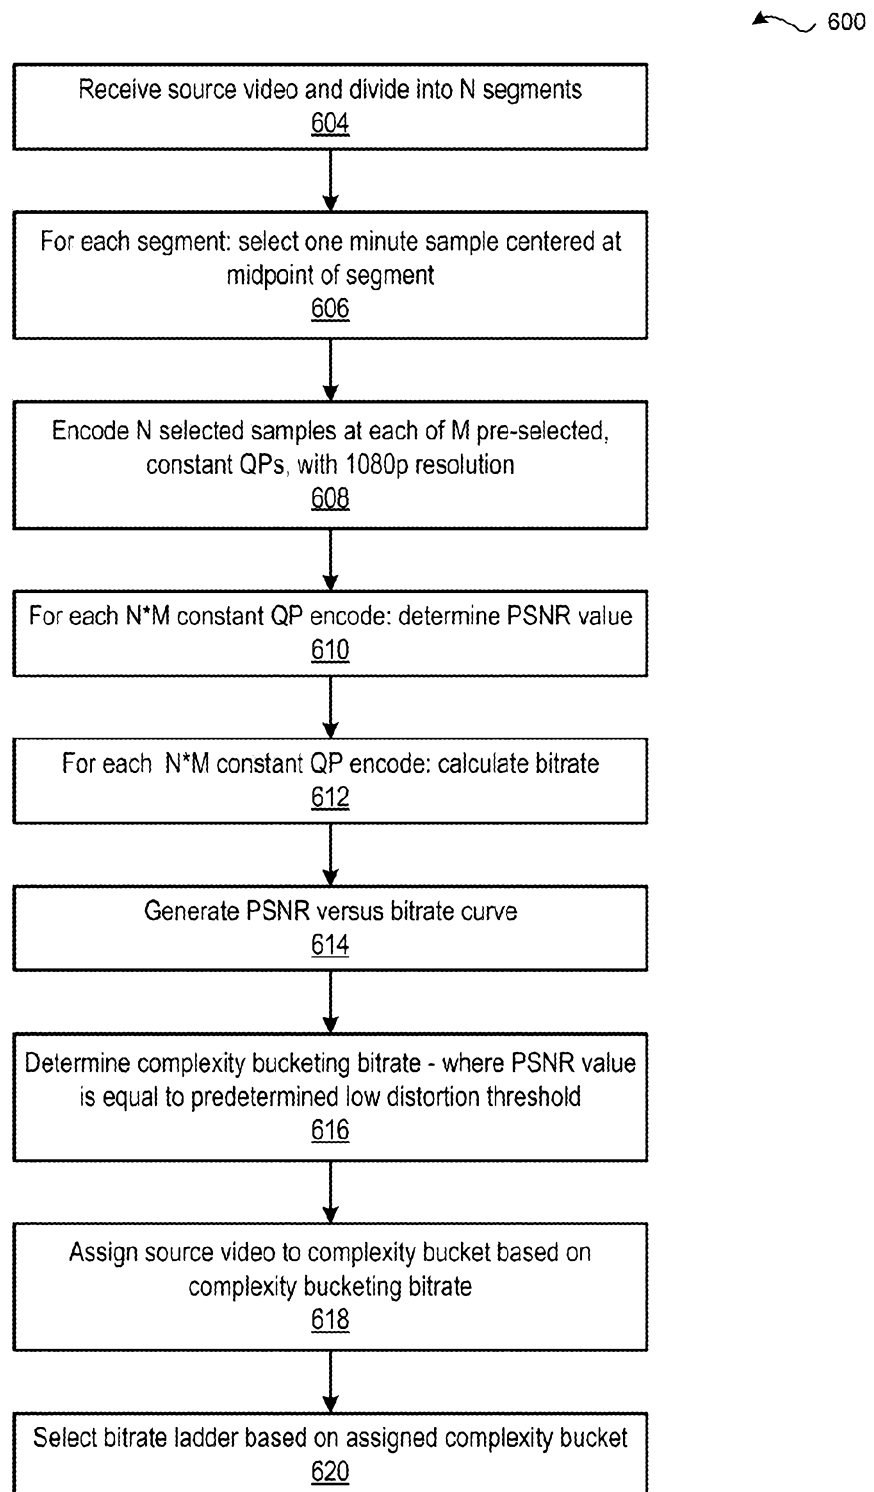 600
Receive source video and divide into N segments
604
For each segment: select one minute sample centered at
midpoint of segment
606
Encode N selected samples at each of M pre-selected,
constant QPs, with 1080p resolution
608
For each N*M constant QP encode: determine PSNR value
610
For each N*M constant QP encode: calculate bitrate
612
Generate PSNR versus bitrate curve
614
Determine complexity bucketing bitrate - where PSNR value
is equal to predetermined low distortion threshold
616
Assign source video to complexity bucket based on
complexity bucketing bitrate
618
Select bitrate ladder based on assigned complexity bucket
620